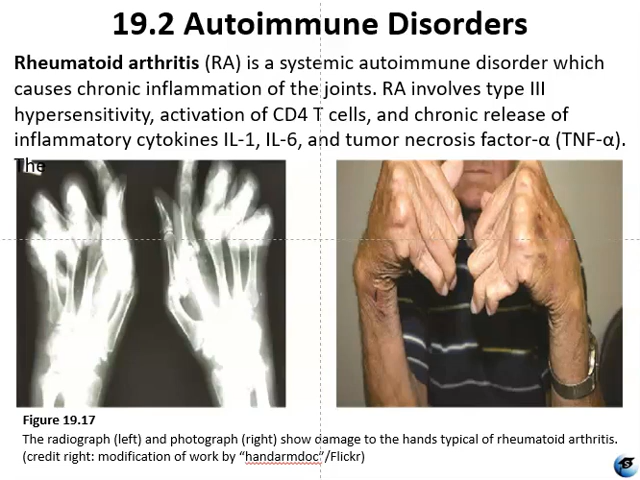 19.2 Autoimmune Disorders
Rheumatoid arthritis (RA) is a systemic autoimmune disorder which
causes chronic inflammation of the joints. RA involves type III
hypersensitivity, activation of CD4 T cells, and chronic release of
inflammatory cytokines IL-1, IL-6, and tumor necrosis factor-α (TNF-α).
The
Figure 19.17
The radiograph (left) and photograph (right) show damage to the hands typical of rheumatoid arthritis.
(credit right: modification of work by “handarmdoc”/Flickr)